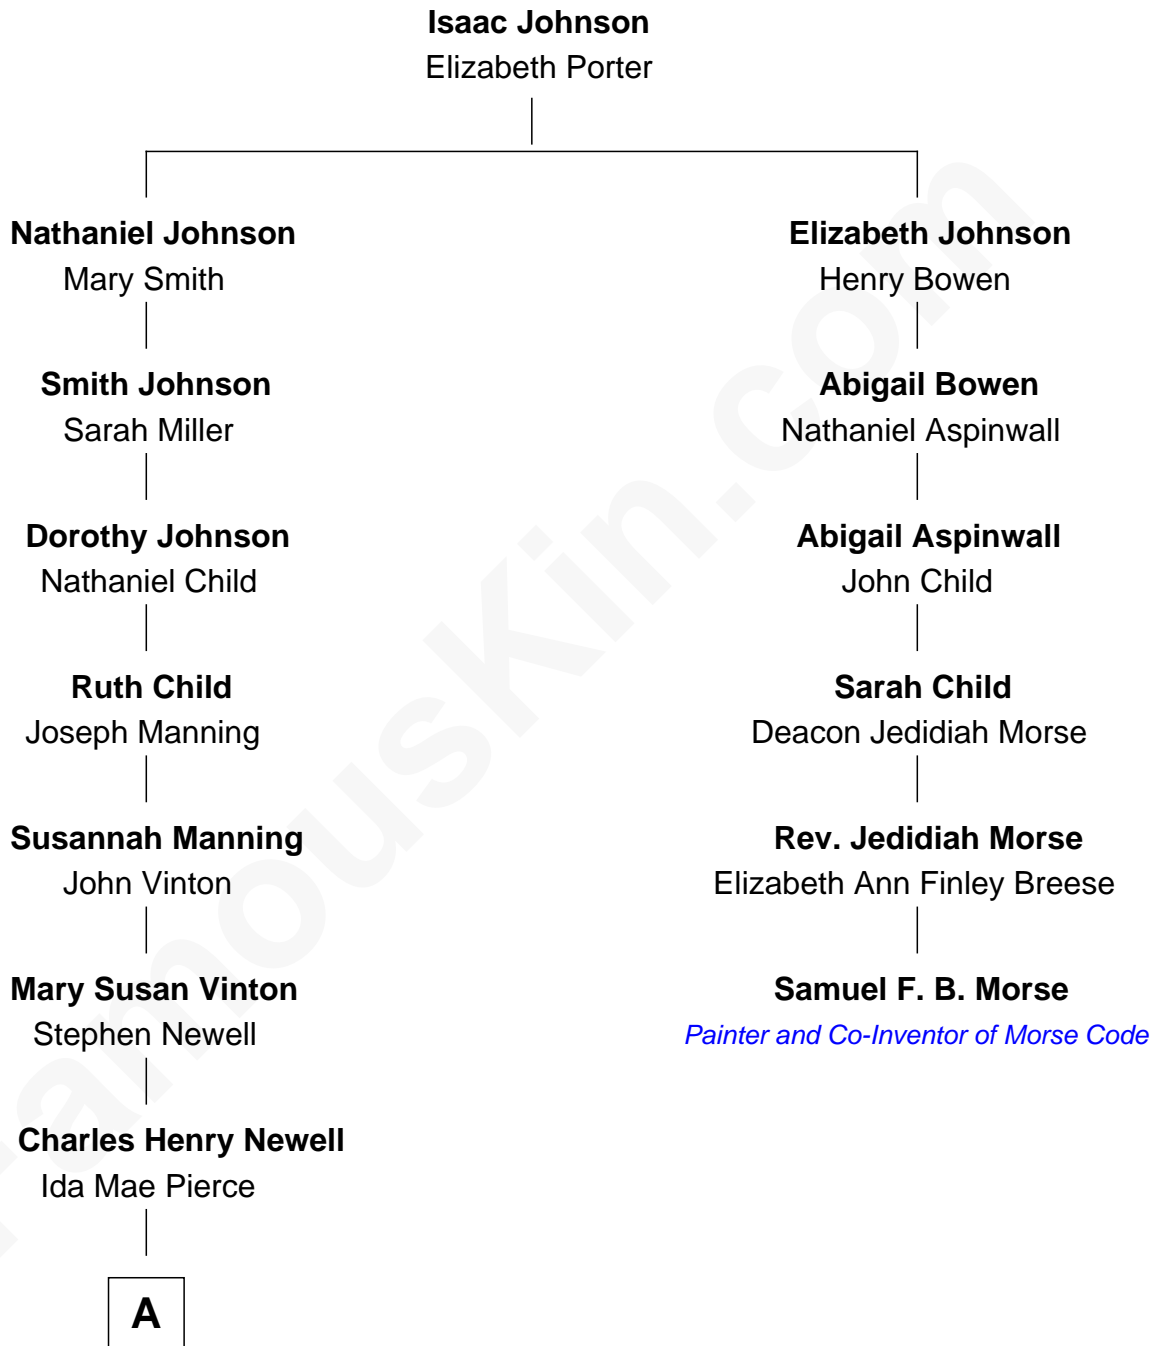 Isaac Johnson
Elizabeth Porter
Nathaniel Johnson
Mary Smith
Smith Johnson
Sarah Miller
Dorothy Johnson
Nathaniel Child
Ruth Child
Joseph Manning
Susannah Manning
John Vinton
Mary Susan Vinton
Stephen Newell
Charles Henry Newell
Ida Mae Pierce
A
Elizabeth Johnson
Henry Bowen
Abigail Bowen
Nathaniel Aspinwall
Abigail Aspinwall
John Child
Sarah Child
Deacon Jedidiah Morse
Rev. Jedidiah Morse
Elizabeth Ann Finley Breese
Samuel F. B. Morse
Painter and Co-Inventor of Morse Code
FamousKin.com